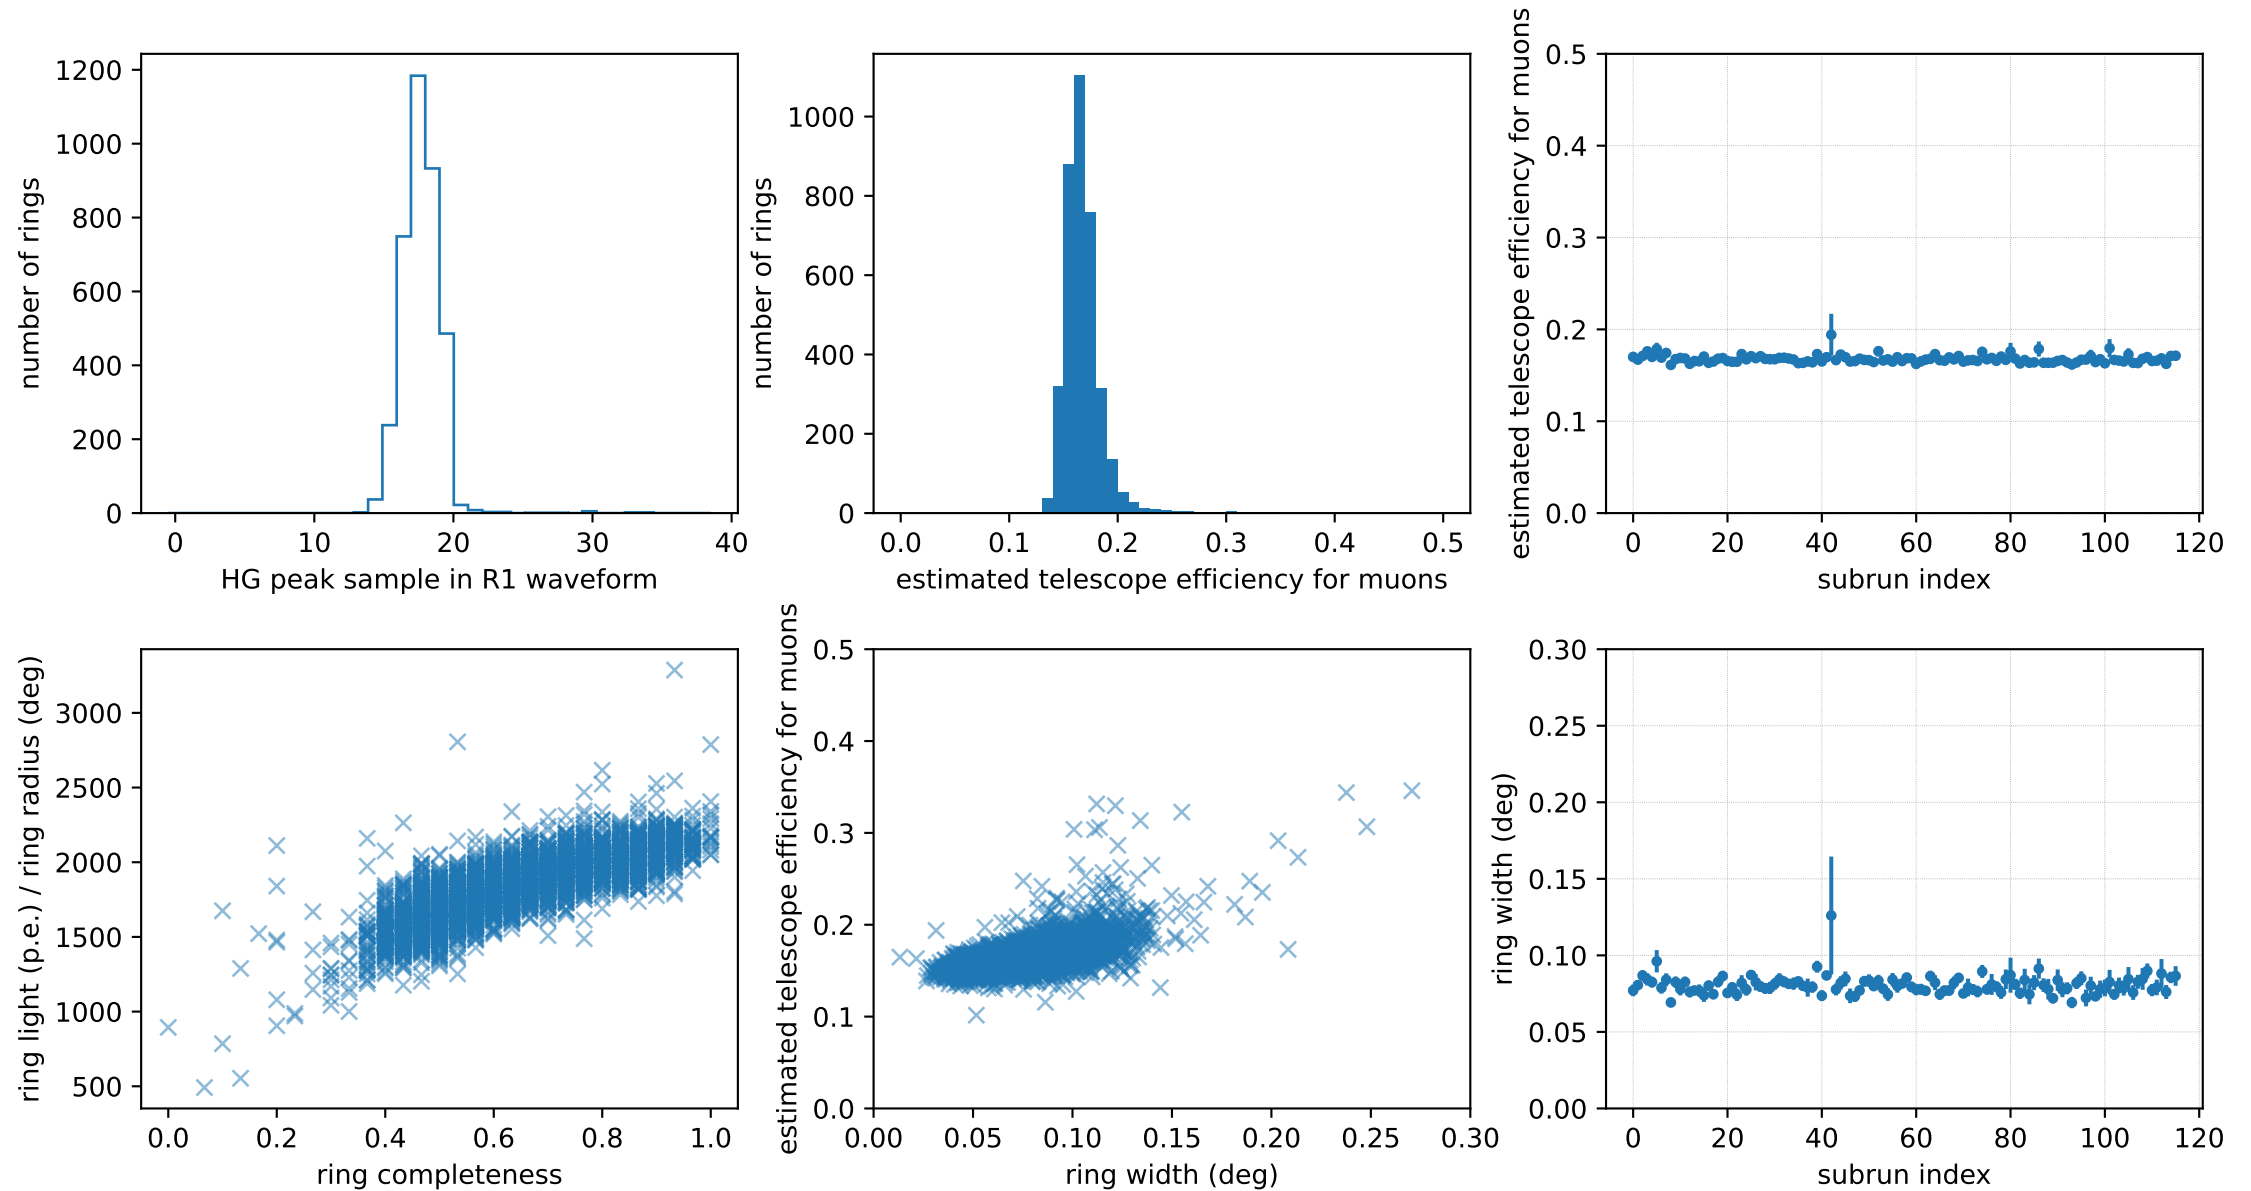 number of rings
1200
1000
800
600
400
200
0
0 10 20 30 40
HG peak sample in R1 waveform
number of rings
1000
800
600
400
200
0
0.0 0.1 0.2 0.3 0.4 0.5
estimated telescope efficiency for muons
estimated telescope efficiency for muons
0.5
0.4
0.3
0.2
0.1
0.0
0 20 40 60 80 100 120
subrun index
ring light (p.e.) / ring radius (deg)
3000
2500
2000
1500
1000
500
0.0 0.2 0.4 0.6 0.8 1.0
ring completeness
estimated telescope efficiency for muons
0.5
0.4
0.3
0.2
0.1
0.0
0.00 0.05 0.10 0.15 0.20 0.25 0.30
ring width (deg)
ring width (deg)
0.30
0.25
0.20
0.15
0.10
0.05
0.00
0 20 40 60 80 100 120
subrun index